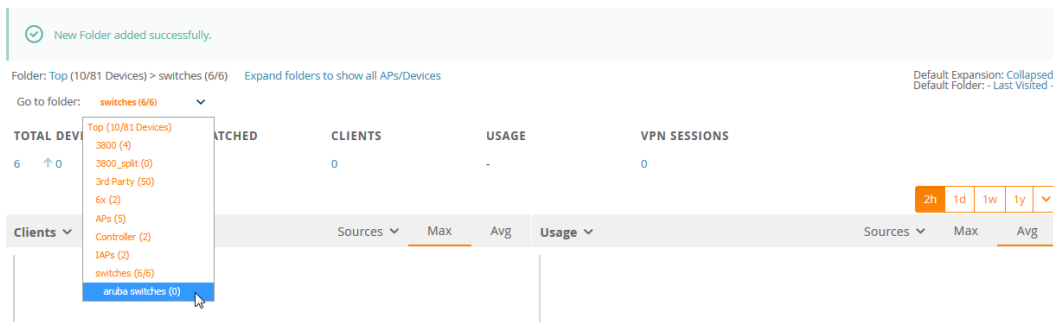 New Folder added successfully.
Folder: Top (10/81 Devices) > switches (6/6) Expand folders to show all APs/Devices
Default Expansion: Collapsed
Default Folder: - Last Visited -
Go to folder: switches (6/6)
Top (10/81 Devices)
3800 (4)
3800_split (0)
3rd Party (50)
6x (2)
APs (5)
Controller (2)
IAPs (2)
switches (6/6)
aruba switches (0)
TOTAL DEVI ATCHED CLIENTS USAGE VPN SESSIONS
6 0 0 - 0
2h 1d 1w 1y
Clients Sources Max Avg Usage Sources Max Avg